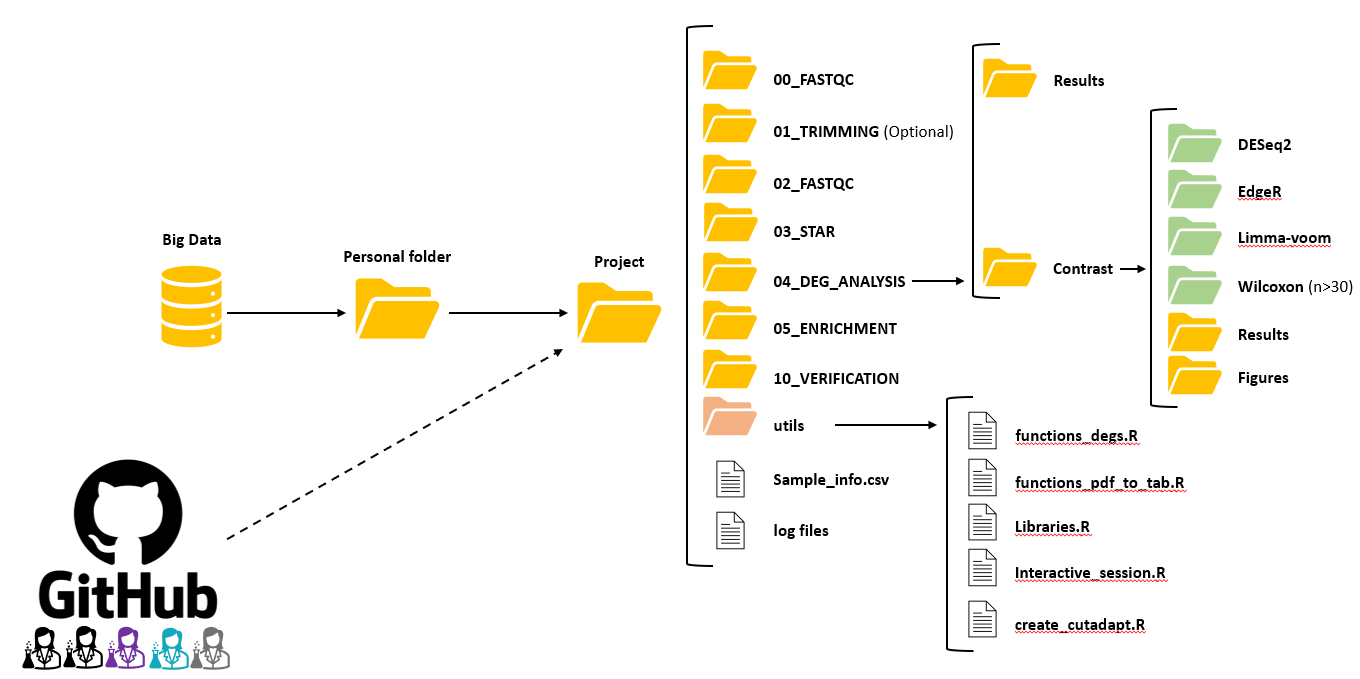 Big Data
Personal folder
Project
GitHub
00_FASTQC
01_TRIMMING (Optional)
02_FASTQC
03_STAR
04_DEG_ANALYSIS
05_ENRICHMENT
10_VERIFICATION
utils
Sample_info.csv
log files
Results
Contrast
DESeq2
EdgeR
Limma-voom
Wilcoxon (n>30)
Results
Figures
functions_degs.R
functions_pdf_to_tab.R
Libraries.R
Interactive_session.R
create_cutadapt.R